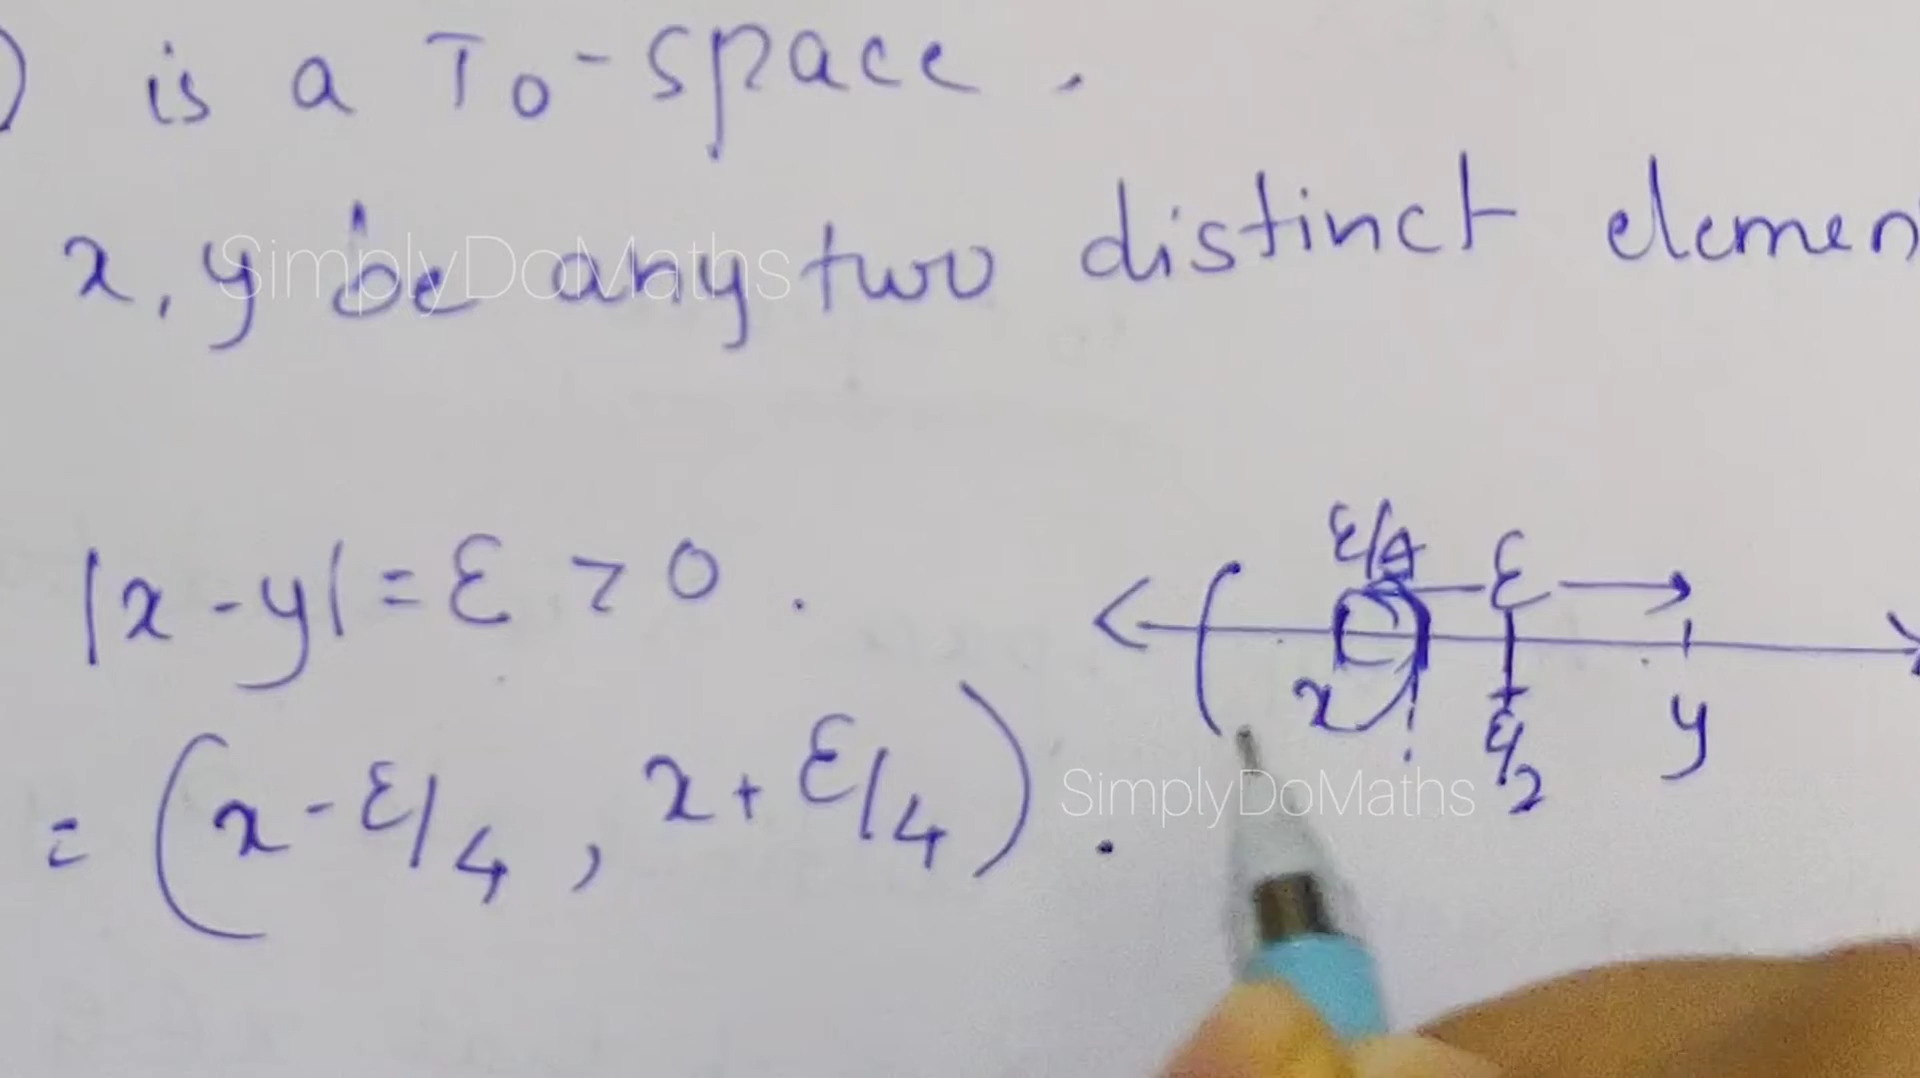 ) is a T0-space.
x, y be any two distinct elemen
|x-y| = ε > 0.
= (x - ε/4, x + ε/4).
ε/4 ε
x ε/2 y
SimplyDoMaths
SimplyDoMaths